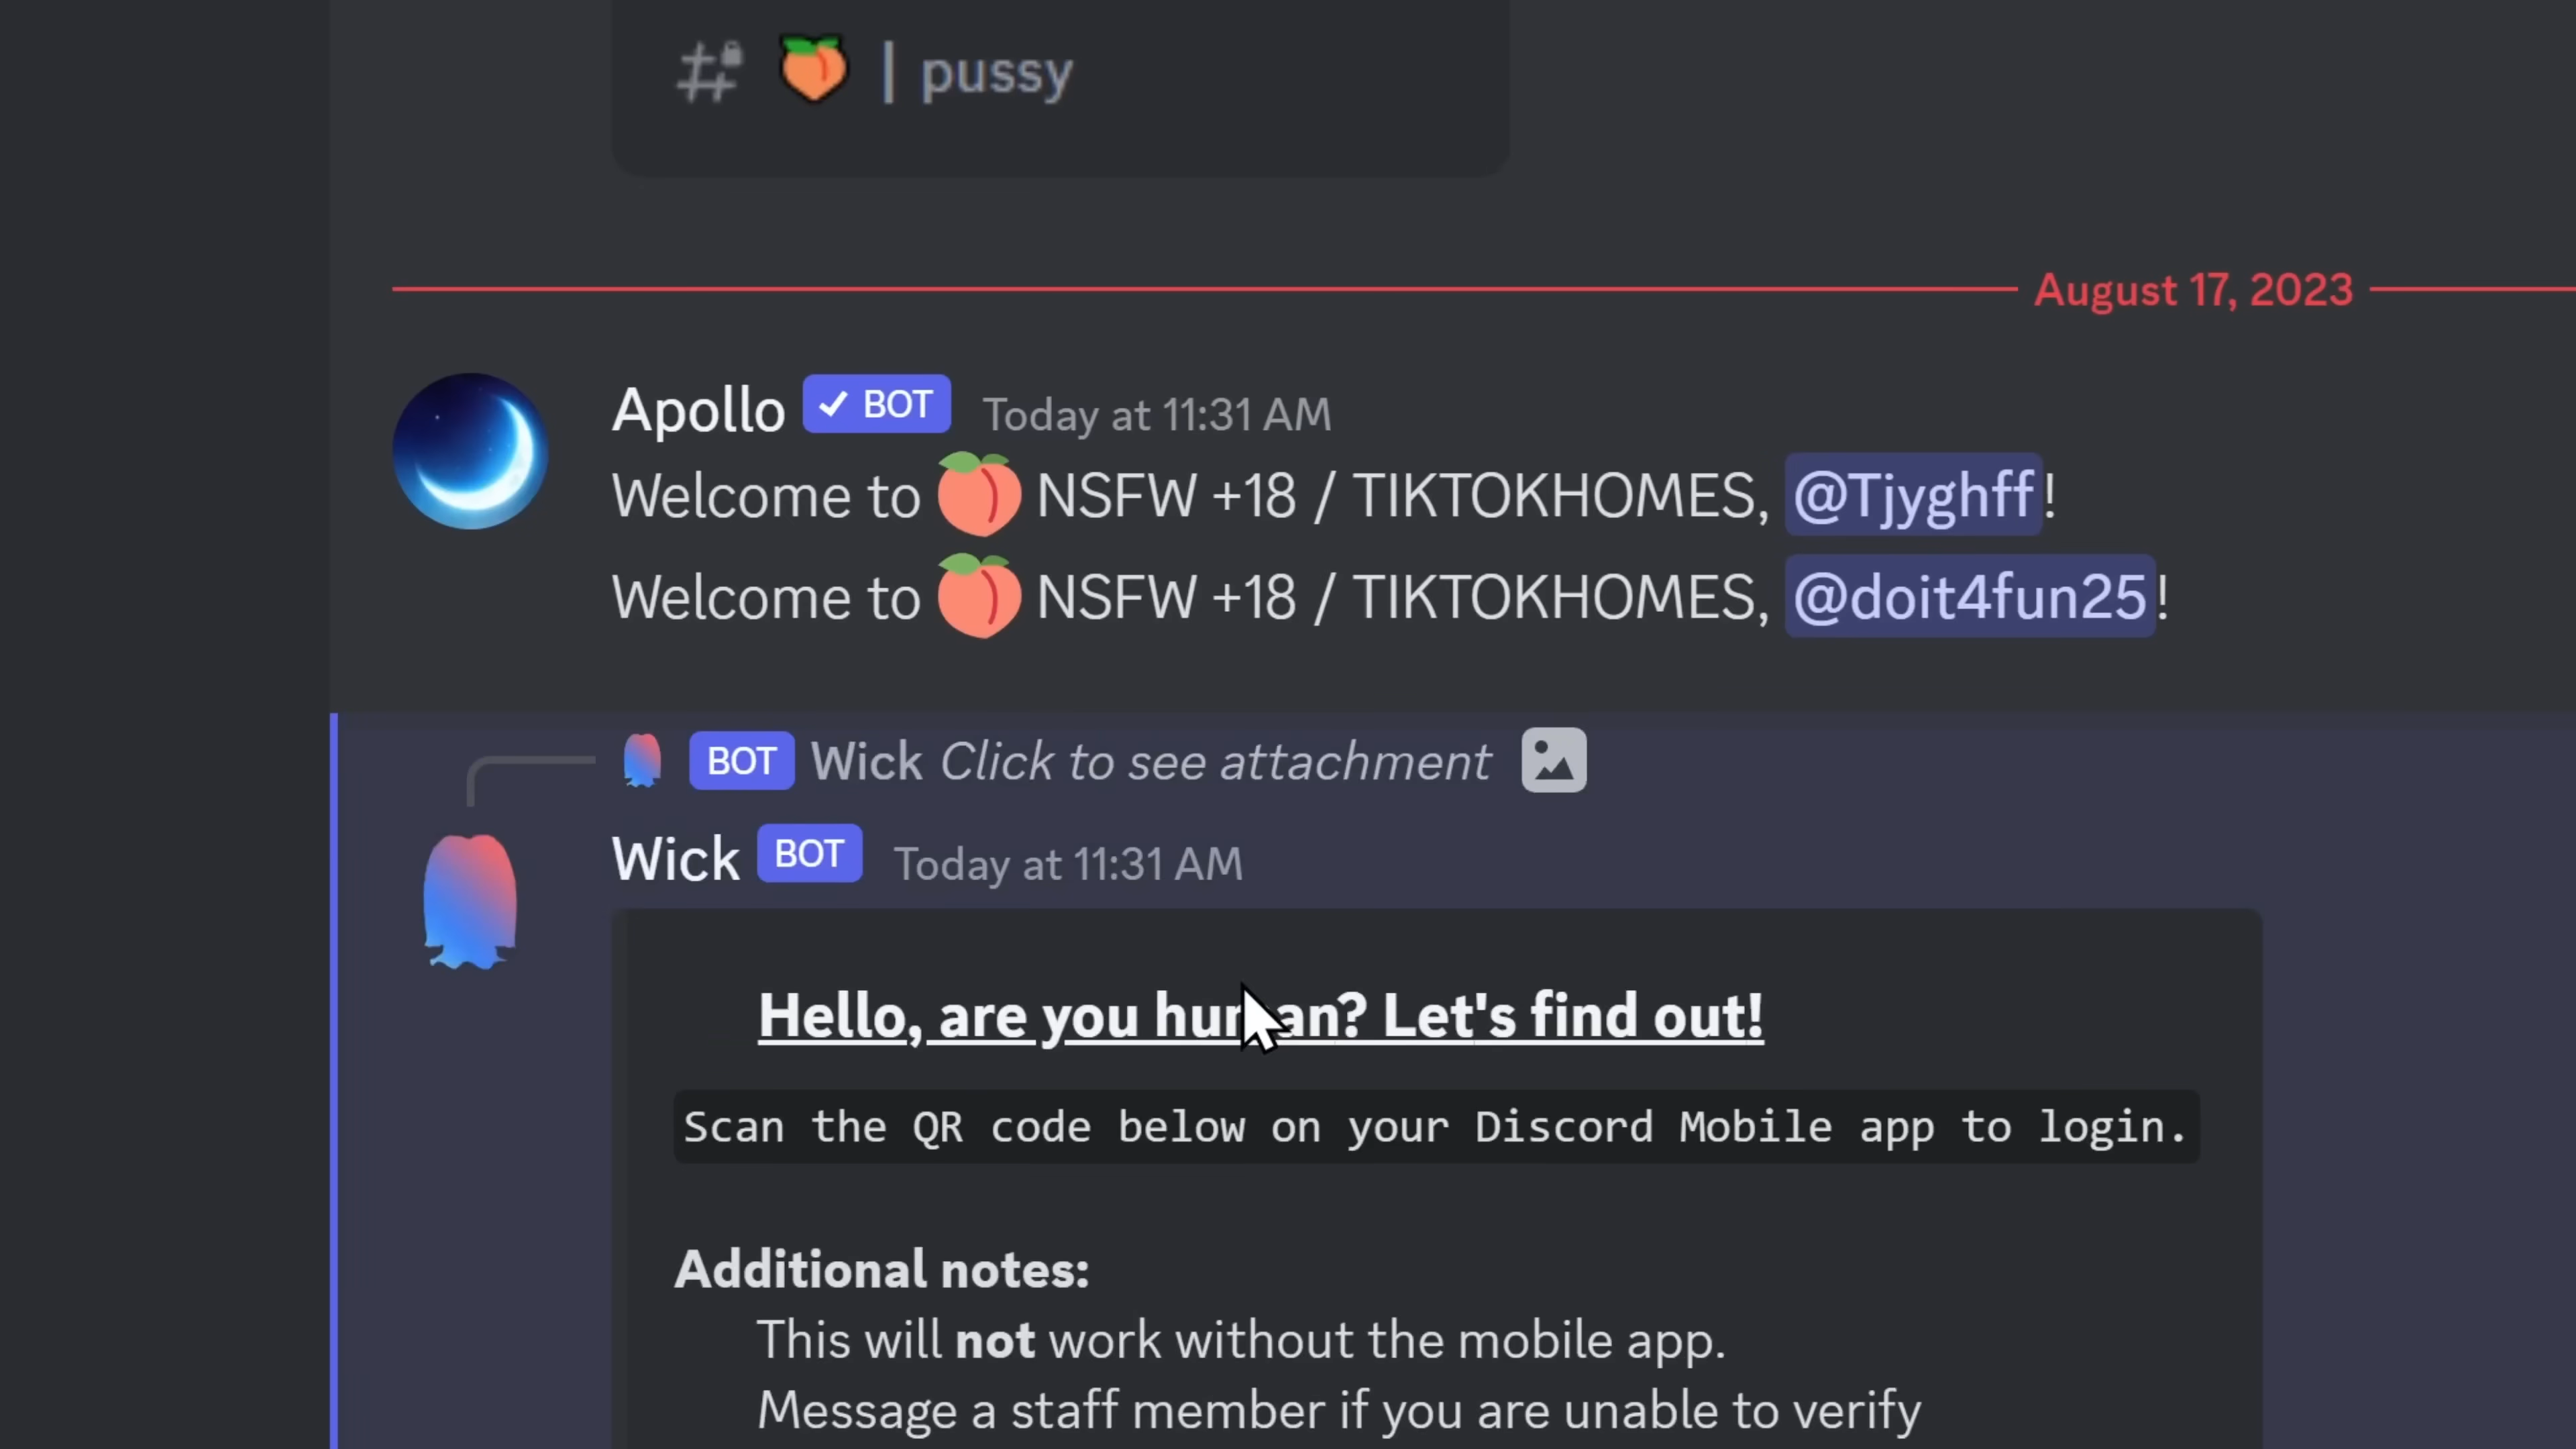 | pussy
August 17, 2023
Apollo ✓ BOT Today at 11:31 AM
Welcome to 🍑 NSFW +18 / TIKTOKHOMES, @Tjyghff!
Welcome to 🍑 NSFW +18 / TIKTOKHOMES, @doit4fun25!
BOT Wick Click to see attachment
Wick BOT Today at 11:31 AM
Hello, are you human? Let's find out!
Scan the QR code below on your Discord Mobile app to login.
Additional notes:
This will not work without the mobile app.
Message a staff member if you are unable to verify